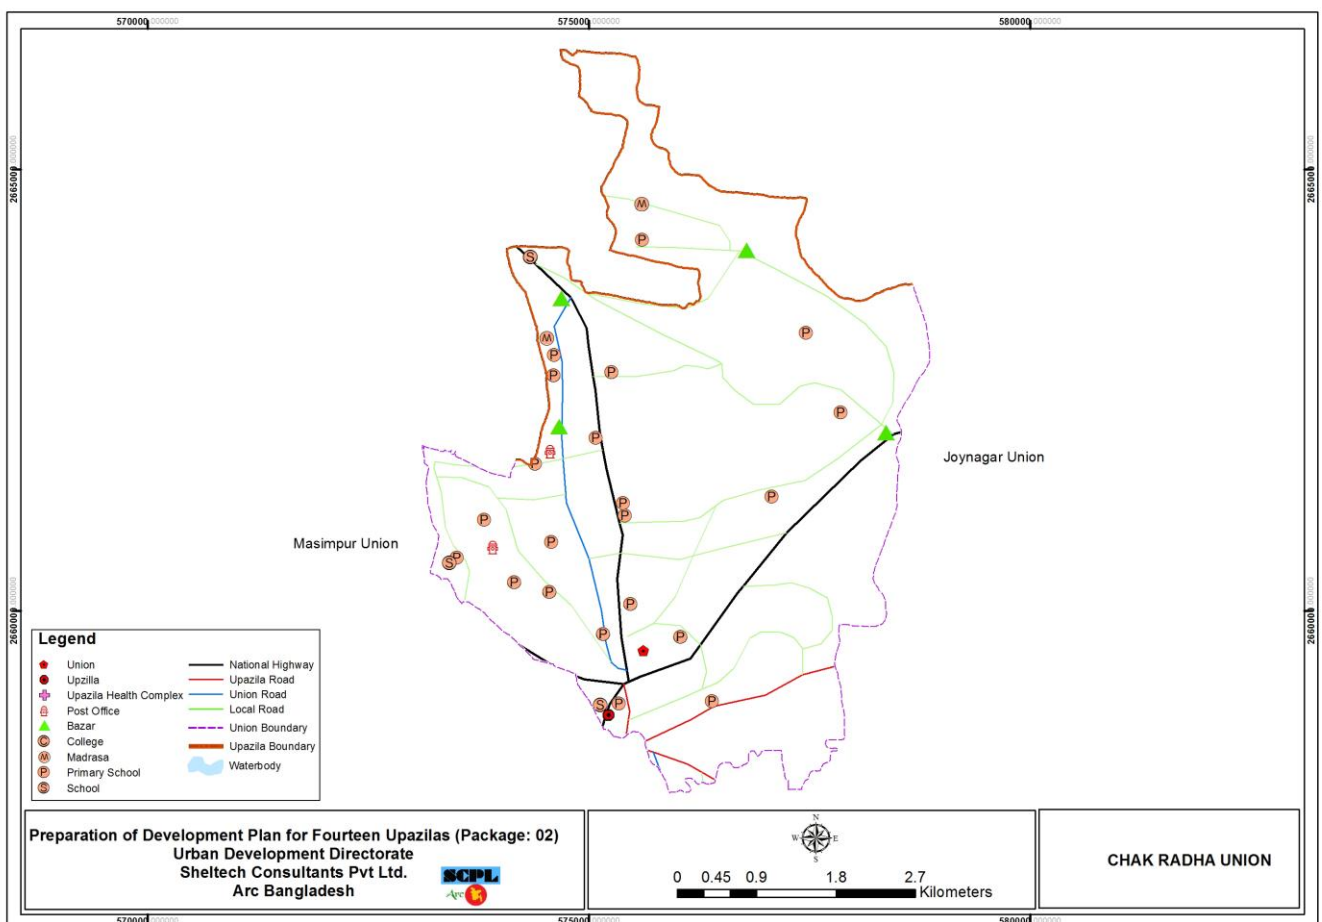 570000.000000 575000.000000 580000.000000
2665000.000000
2665000.000000
Joynagar Union
Masimpur Union
2660000.000000
2660000.000000
Legend
Union
Upzilla
Upazila Health Complex
Post Office
Bazar
College
Madrasa
Primary School
School
National Highway
Upazila Road
Union Road
Local Road
Union Boundary
Upazila Boundary
Waterbody
C
M
P
S
M
P
S
P
M
P
P
P
P
P
P
P
P
P
P
P
P
S
P
P
P
P
P
S
P
P
Preparation of Development Plan for Fourteen Upazilas (Package: 02)
Urban Development Directorate
Sheltech Consultants Pvt Ltd.
Arc Bangladesh
SCPL
Arc
N
W E
S
0 0.45 0.9 1.8 2.7
Kilometers
CHAK RADHA UNION
570000.000000 575000.000000 580000.000000